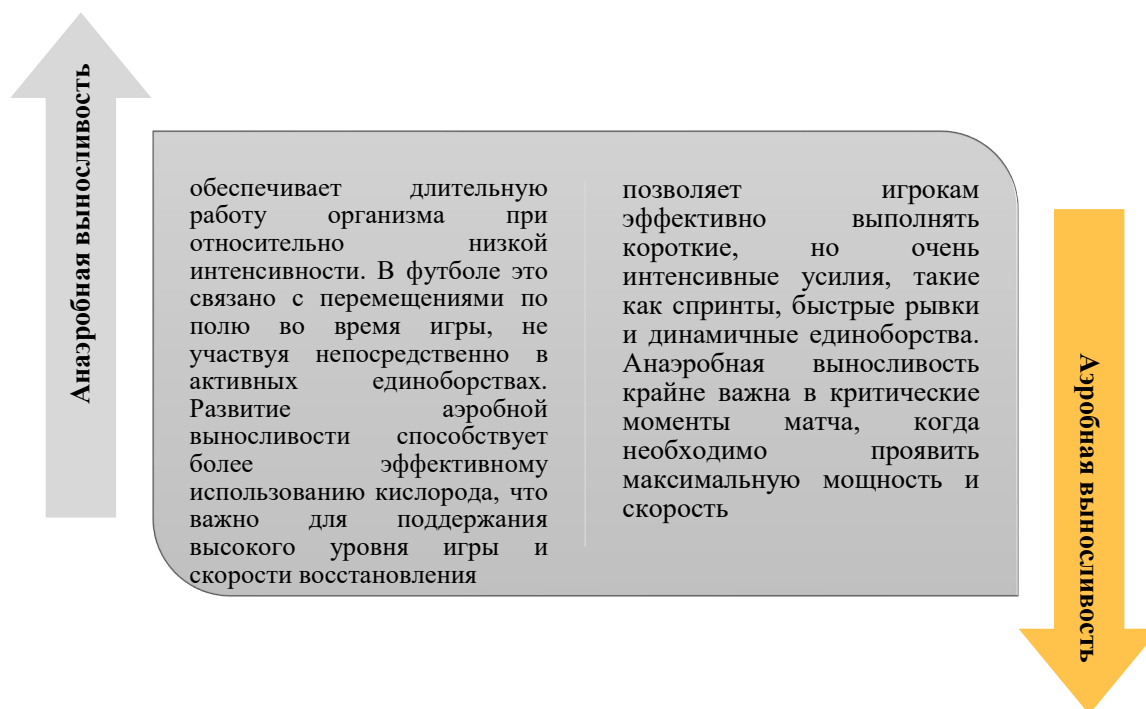 Анаэробная выносливость
обеспечивает длительную
работу организма при
относительно низкой
интенсивности. В футболе это
связано с перемещениями по
полю во время игры, не
участвуя непосредственно в
активных единоборствах.
Развитие аэробной
выносливости способствует
более эффективному
использованию кислорода, что
важно для поддержания
высокого уровня игры и
скорости восстановления
позволяет игрокам
эффективно выполнять
короткие, но очень
интенсивные усилия, такие
как спринты, быстрые рывки
и динамичные единоборства.
Анаэробная выносливость
крайне важна в критические
моменты матча, когда
необходимо проявить
максимальную мощность и
скорость
Аэробная выносливость